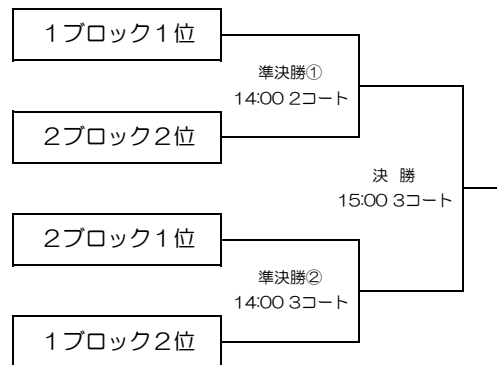 １ブロック１位
準決勝①
14:00 2コート
２ブロック２位
決 勝
15:00 3コート
２ブロック１位
準決勝②
14:00 3コート
１ブロック２位